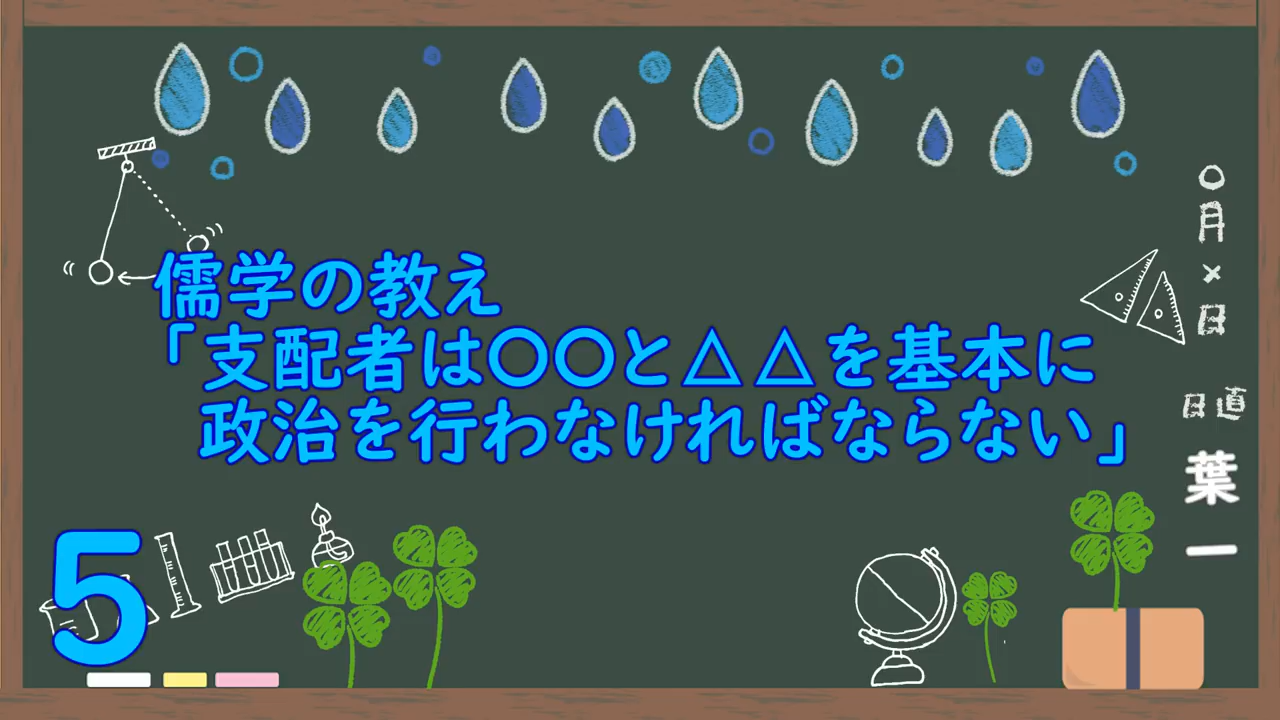 儒学の教え
「支配者は〇〇と△△を基本に
政治を行わなければならない」
5
〇月×日
日直
葉一